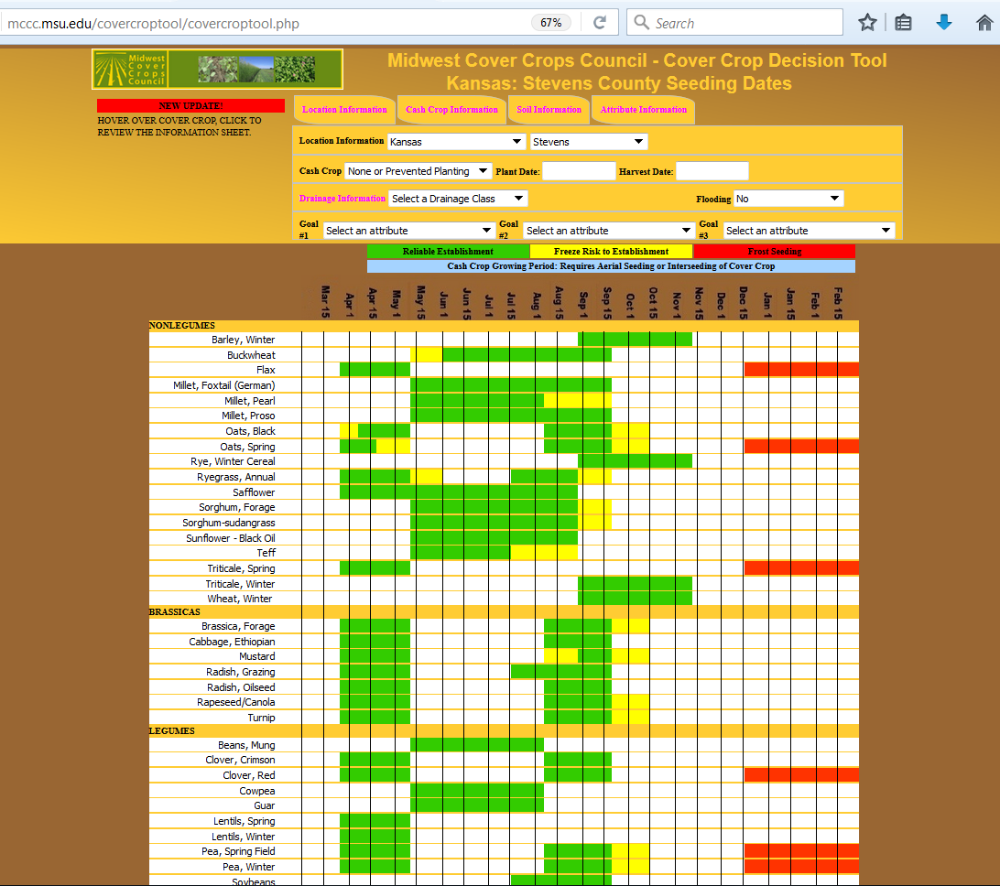 mccc.msu.edu/covercroptool/covercroptool.php
67%
Search
Midwest
Cover
Crops
Council
Midwest Cover Crops Council - Cover Crop Decision Tool
Kansas: Stevens County Seeding Dates
NEW UPDATE!
HOVER OVER COVER CROP, CLICK TO
REVIEW THE INFORMATION SHEET.
Location Information Cash Crop Information Soil Information Attribute Information
Location Information Kansas Stevens
Cash Crop None or Prevented Planting Plant Date: Harvest Date:
Drainage Information Select a Drainage Class Flooding No
Goal #1 Select an attribute Goal #2 Select an attribute Goal #3 Select an attribute
Reliable Establishment Freeze Risk to Establishment Frost Seeding
Cash Crop Growing Period: Requires Aerial Seeding or Interseeding of Cover Crop
Mar 15 Apr 1 Apr 15 May 1 May 15 Jun 1 Jun 15 Jul 1 Jul 15 Aug 1 Aug 15 Sep 1 Sep 15 Oct 1 Oct 15 Nov 1 Nov 15 Dec 1 Dec 15 Jan 1 Jan 15 Feb 1 Feb 15
NONLEGUMES
Barley, Winter
Buckwheat
Flax
Millet, Foxtail (German)
Millet, Pearl
Millet, Proso
Oats, Black
Oats, Spring
Rye, Winter Cereal
Ryegrass, Annual
Safflower
Sorghum, Forage
Sorghum-sudangrass
Sunflower - Black Oil
Teff
Triticale, Spring
Triticale, Winter
Wheat, Winter
BRASSICAS
Brassica, Forage
Cabbage, Ethiopian
Mustard
Radish, Grazing
Radish, Oilseed
Rapeseed/Canola
Turnip
LEGUMES
Beans, Mung
Clover, Crimson
Clover, Red
Cowpea
Guar
Lentils, Spring
Lentils, Winter
Pea, Spring Field
Pea, Winter
Soybeans